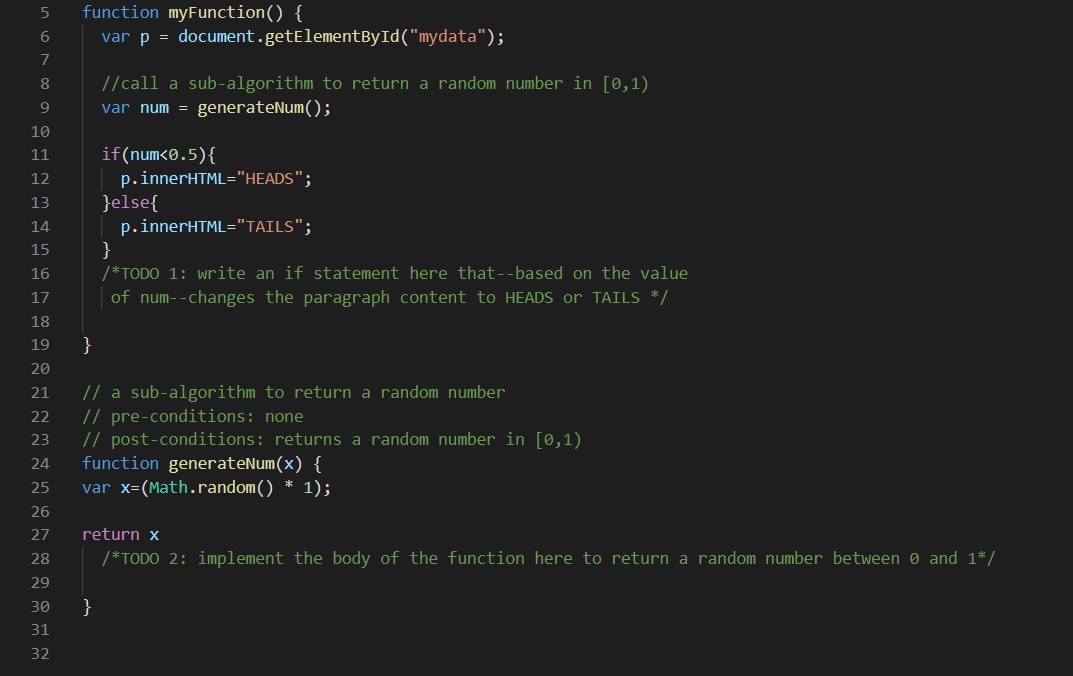 5 function myFunction() {
6 var p = document.getElementById("mydata");
7
8 //call a sub-algorithm to return a random number in [0,1)
9 var num = generateNum();
10
11 if(num<0.5){
12 p.innerHTML="HEADS";
13 }else{
14 p.innerHTML="TAILS";
15 }
16 /*TODO 1: write an if statement here that--based on the value
17 of num--changes the paragraph content to HEADS or TAILS */
18
19 }
20
21 // a sub-algorithm to return a random number
22 // pre-conditions: none
23 // post-conditions: returns a random number in [0,1)
24 function generateNum(x) {
25 var x=(Math.random() * 1);
26
27 return x
28 /*TODO 2: implement the body of the function here to return a random number between 0 and 1*/
29
30 }
31
32